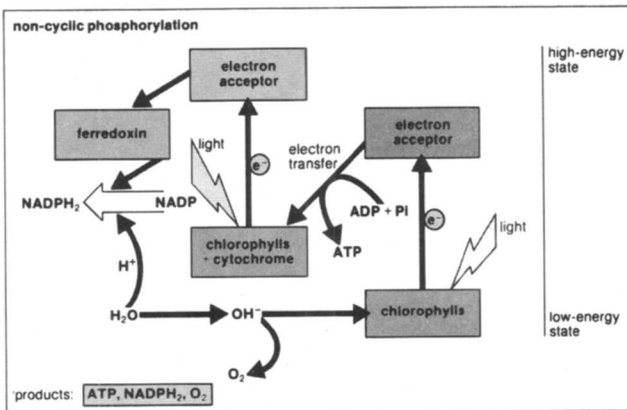 non-cyclic phosphorylation
high-energy
state
electron
acceptor
ferredoxin
light
electron
transfer
electron
acceptor
e⁻
e⁻
NADPH₂
NADP
ADP + Pi
ATP
light
chlorophylls
+ cytochrome
H⁺
H₂O
OH⁻
chlorophylls
low-energy
state
O₂
products: ATP, NADPH₂, O₂